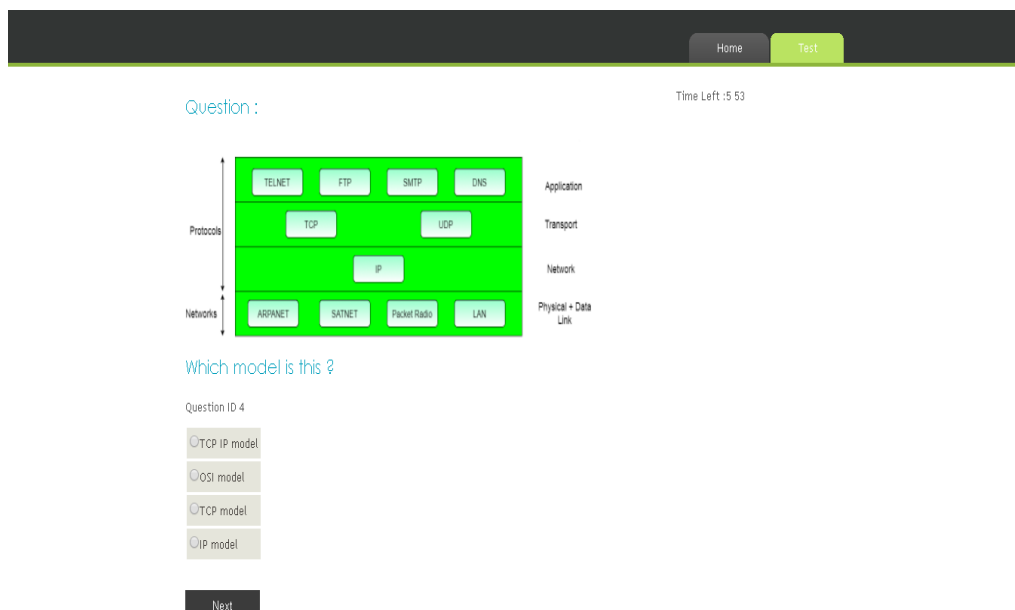 Home Test
Time Left :5 53
Question :
TELNET FTP SMTP DNS Application
Protocols TCP UDP Transport
IP Network
Networks ARPANET SATNET Packet Radio LAN Physical + Data
Link
Which model is this ?
Question ID 4
TCP IP model
OSI model
TCP model
IP model
Next